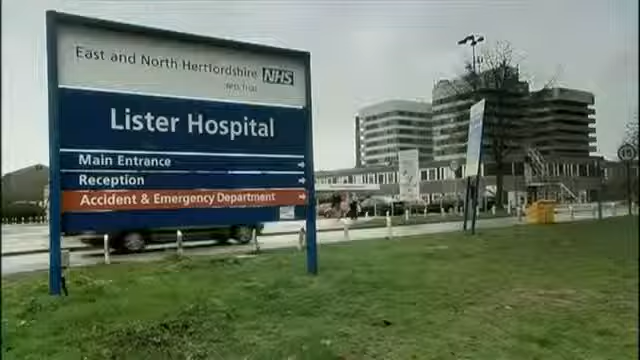 East and North Hertfordshire NHS
NHS Trust
Lister Hospital
Main Entrance
Reception
Accident & Emergency Department